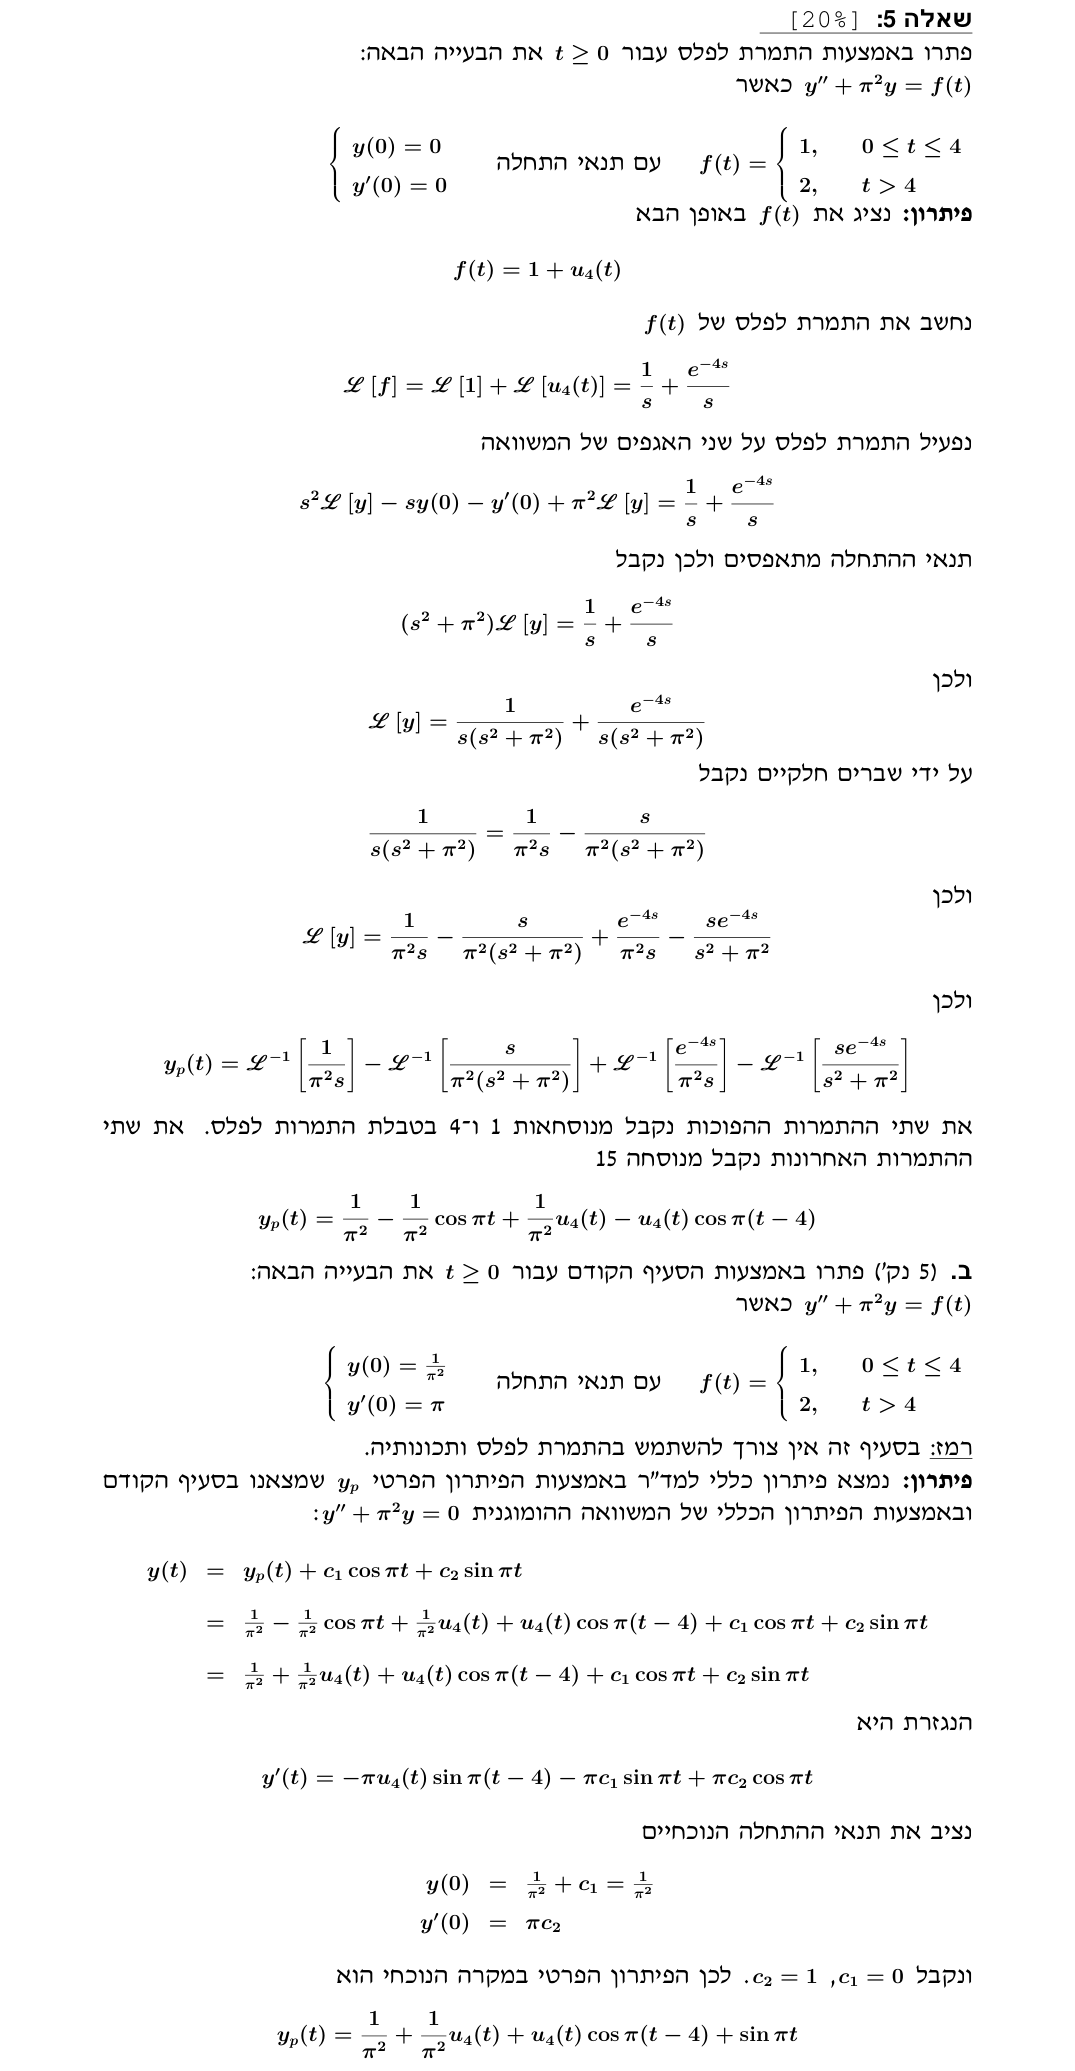 שאלה 5: [20%]
פתרו באמצעות התמרת לפלס עבור t ≥ 0 את הבעייה הבאה:
y″ + π²y = f(t) כאשר
f(t) = { 1, 0 ≤ t ≤ 4 ; 2, t > 4 עם תנאי התחלה { y(0) = 0 ; y′(0) = 0
פיתרון: נציג את f(t) באופן הבא
f(t) = 1 + u₄(t)
נחשב את התמרת לפלס של f(t)
ℒ [f] = ℒ [1] + ℒ [u₄(t)] = 1/s + e^{−4s}/s
נפעיל התמרת לפלס על שני האגפים של המשוואה
s²ℒ [y] − sy(0) − y′(0) + π²ℒ [y] = 1/s + e^{−4s}/s
תנאי ההתחלה מתאפסים ולכן נקבל
(s² + π²)ℒ [y] = 1/s + e^{−4s}/s
ולכן
ℒ [y] = 1/(s(s² + π²)) + e^{−4s}/(s(s² + π²))
על ידי שברים חלקיים נקבל
1/(s(s² + π²)) = 1/(π²s) − s/(π²(s² + π²))
ולכן
ℒ [y] = 1/(π²s) − s/(π²(s² + π²)) + e^{−4s}/(π²s) − se^{−4s}/(s² + π²)
ולכן
y_p(t) = ℒ⁻¹ [1/(π²s)] − ℒ⁻¹ [s/(π²(s² + π²))] + ℒ⁻¹ [e^{−4s}/(π²s)] − ℒ⁻¹ [se^{−4s}/(s² + π²)]
את שתי ההתמרות ההפוכות נקבל מנוסחאות 1 ו־4 בטבלת התמרות לפלס. את שתי
ההתמרות האחרונות נקבל מנוסחה 15
y_p(t) = 1/π² − 1/π² cos πt + 1/π² u₄(t) − u₄(t) cos π(t − 4)
ב. (5 נק') פתרו באמצעות הסעיף הקודם עבור t ≥ 0 את הבעייה הבאה:
y″ + π²y = f(t) כאשר
f(t) = { 1, 0 ≤ t ≤ 4 ; 2, t > 4 עם תנאי התחלה { y(0) = 1/π² ; y′(0) = π
רמז: בסעיף זה אין צורך להשתמש בהתמרת לפלס ותכונותיה.
פיתרון: נמצא פיתרון כללי למד"ר באמצעות הפיתרון הפרטי y_p שמצאנו בסעיף הקודם
ובאמצעות הפיתרון הכללי של המשוואה ההומוגנית y″ + π²y = 0:
y(t) = y_p(t) + c₁ cos πt + c₂ sin πt
= 1/π² − 1/π² cos πt + 1/π² u₄(t) + u₄(t) cos π(t − 4) + c₁ cos πt + c₂ sin πt
= 1/π² + 1/π² u₄(t) + u₄(t) cos π(t − 4) + c₁ cos πt + c₂ sin πt
הנגזרת היא
y′(t) = −πu₄(t) sin π(t − 4) − πc₁ sin πt + πc₂ cos πt
נציב את תנאי ההתחלה הנוכחיים
y(0) = 1/π² + c₁ = 1/π²
y′(0) = πc₂
ונקבל c₁ = 0, c₂ = 1. לכן הפיתרון הפרטי במקרה הנוכחי הוא
y_p(t) = 1/π² + 1/π² u₄(t) + u₄(t) cos π(t − 4) + sin πt